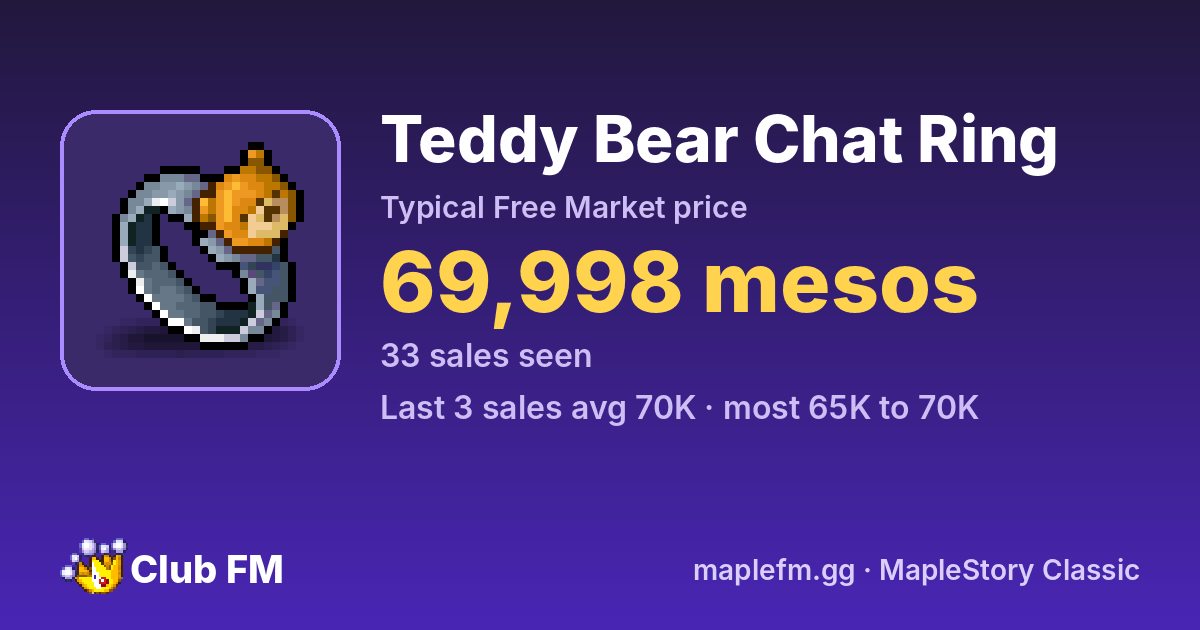 Teddy Bear Chat Ring
Typical Free Market price
69,998 mesos
33 sales seen
Last 3 sales avg 70K · most 65K to 70K
Club FM
maplefm.gg · MapleStory Classic